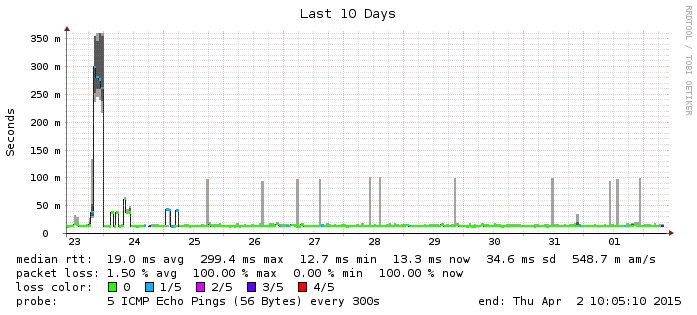 Last 10 Days
RRDTOOL / TOBI OETIKER
Seconds
350 m
300 m
250 m
200 m
150 m
100 m
50 m
0
23 24 25 26 27 28 29 30 31 01
median rtt: 19.0 ms avg 299.4 ms max 12.7 ms min 13.3 ms now 34.6 ms sd 548.7 m am/s
packet loss: 1.50 % avg 100.00 % max 0.00 % min 100.00 % now
loss color: 0 1/5 2/5 3/5 4/5
probe: 5 ICMP Echo Pings (56 Bytes) every 300s end: Thu Apr 2 10:05:10 2015